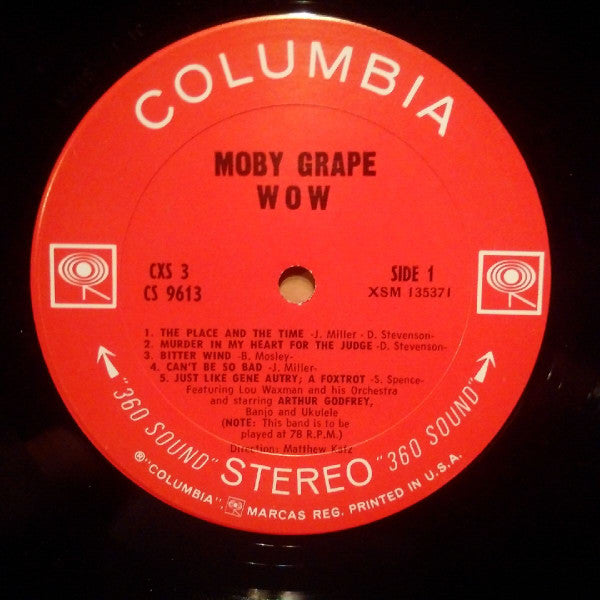 COLUMBIA
MOBY GRAPE
WOW
CXS 3
CS 9613
SIDE 1
XSM 135371
1. THE PLACE AND THE TIME -J. Miller - D. Stevenson-
2. MURDER IN MY HEART FOR THE JUDGE -D. Stevenson-
3. BITTER WIND -B. Mosley-
4. CAN'T BE SO BAD -J. Miller-
5. JUST LIKE GENE AUTRY; A FOXTROT -S. Spence-
Featuring Lou Waxman and his Orchestra
and starring ARTHUR GODFREY,
Banjo and Ukulele
(NOTE: This band is to be
played at 78 R.P.M.)
Direction: Matthew Katz
"360 SOUND" STEREO "360 SOUND"
®"COLUMBIA", MARCAS REG. PRINTED IN U.S.A.